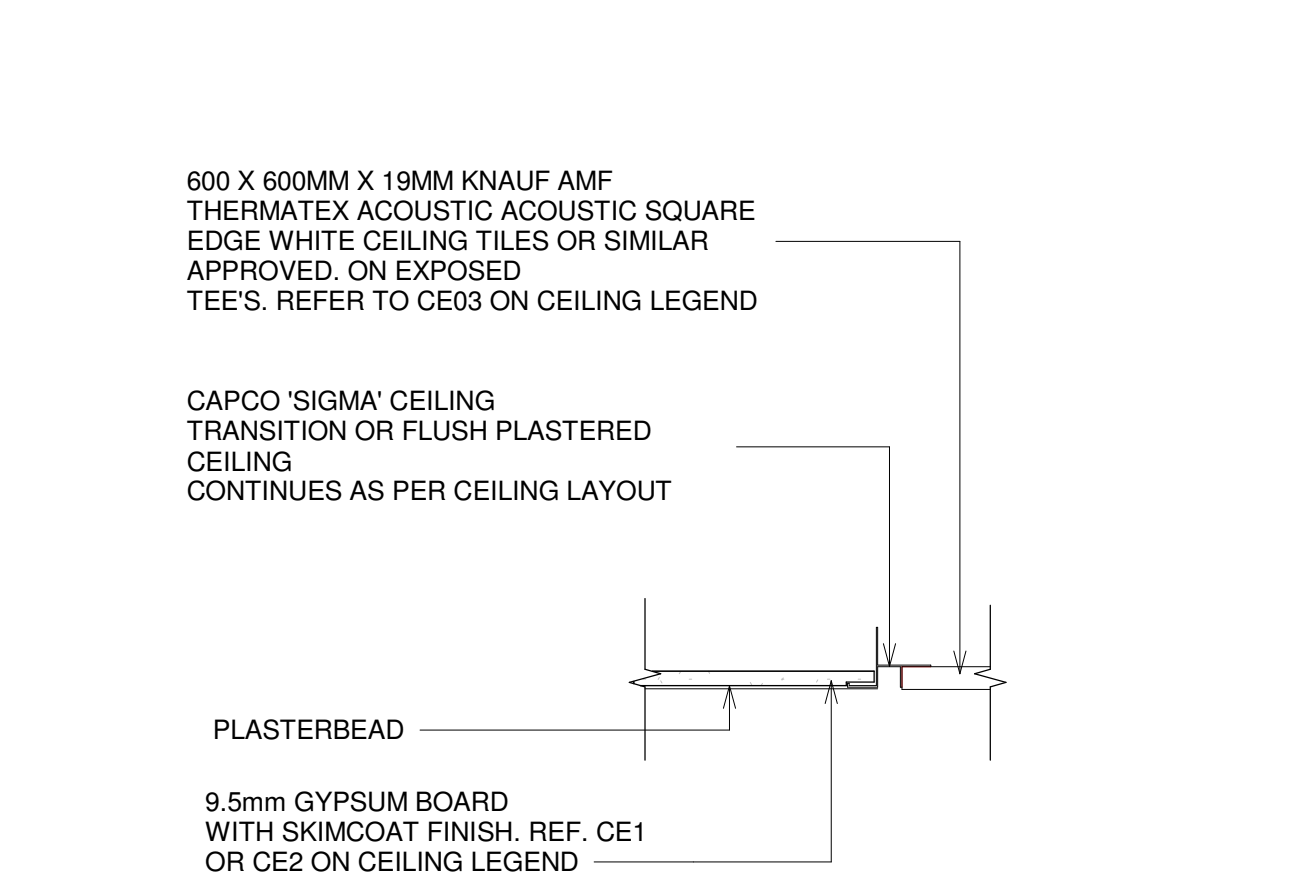 600 X 600MM X 19MM KNAUF AMF
THERMATEX ACOUSTIC ACOUSTIC SQUARE
EDGE WHITE CEILING TILES OR SIMILAR
APPROVED. ON EXPOSED
TEE'S. REFER TO CE03 ON CEILING LEGEND
CAPCO 'SIGMA' CEILING
TRANSITION OR FLUSH PLASTERED
CEILING
CONTINUES AS PER CEILING LAYOUT
PLASTERBEAD
9.5mm GYPSUM BOARD
WITH SKIMCOAT FINISH. REF. CE1
OR CE2 ON CEILING LEGEND